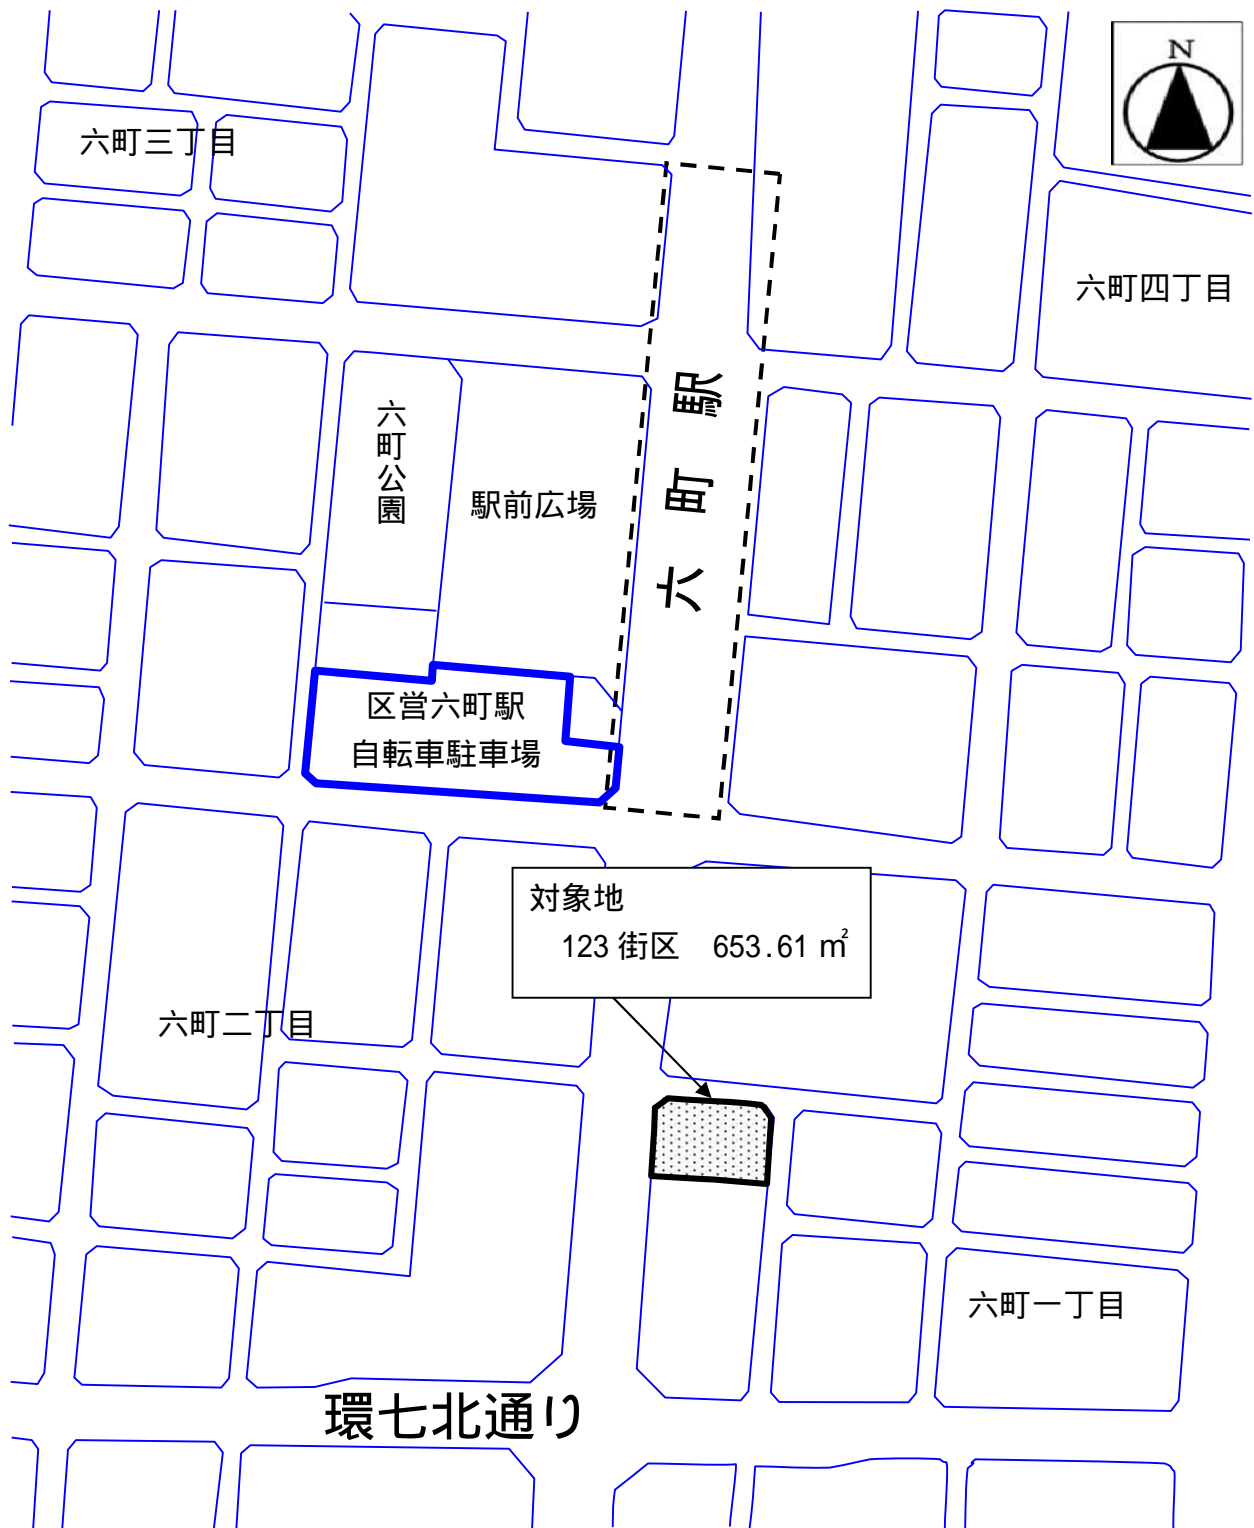 N
六町三丁目
六町四丁目
六町公園
駅前広場
六町駅
区営六町駅
自転車駐車場
対象地
123 街区 653.61 ㎡
六町二丁目
六町一丁目
環七北通り